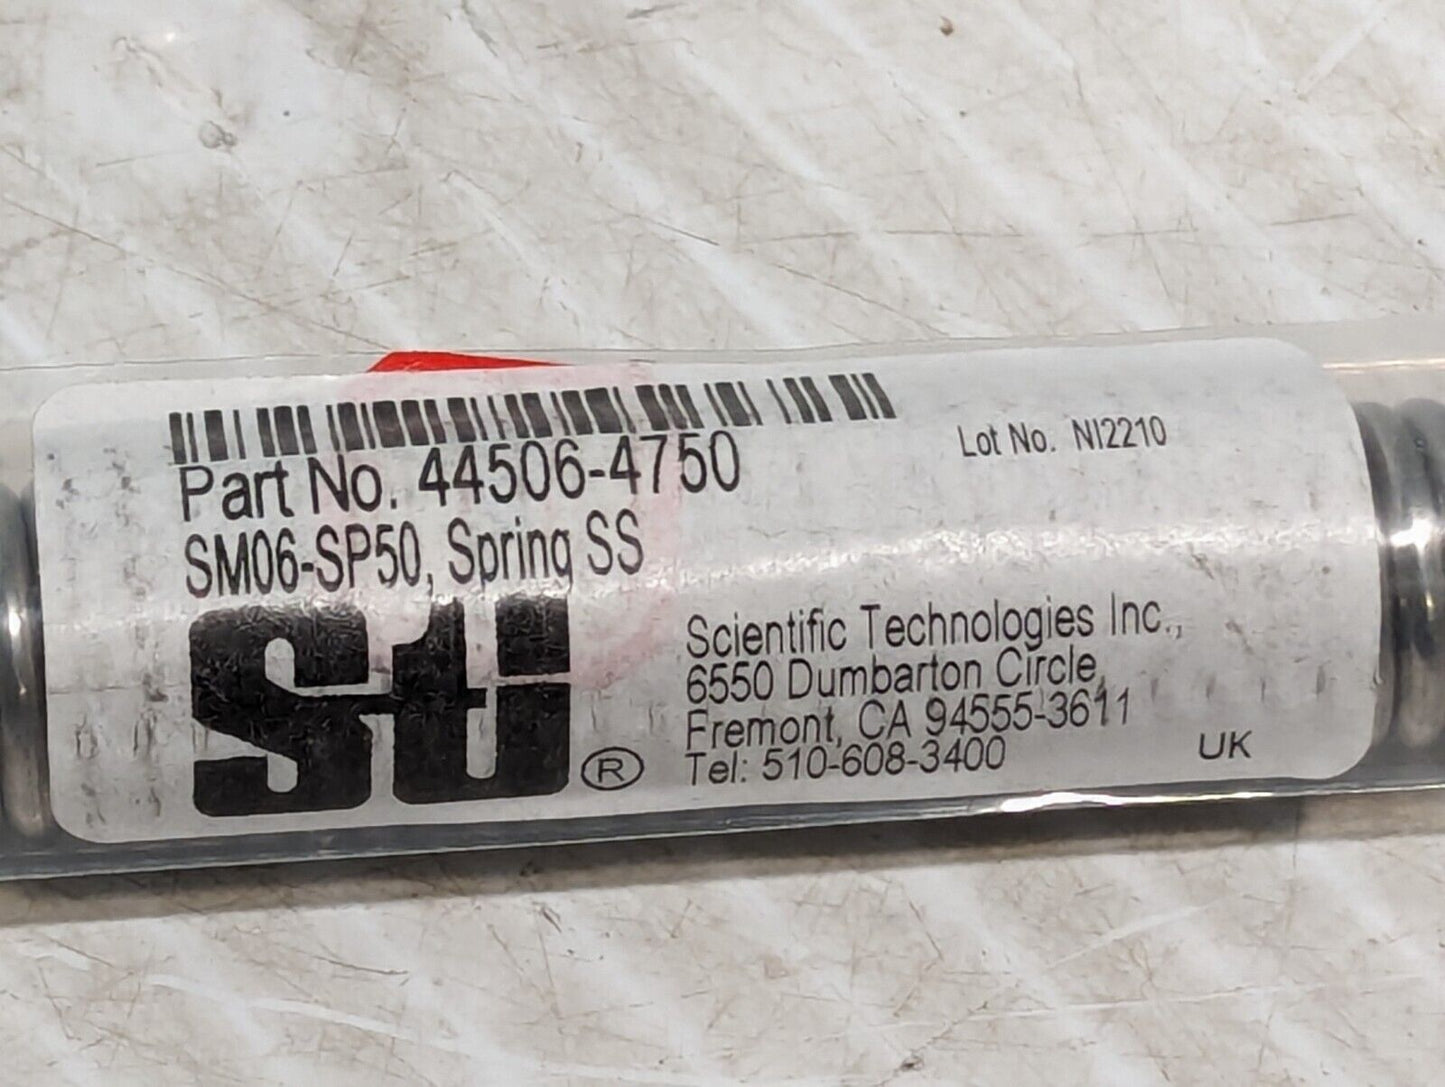 Part No. 44506-4750
Lot No. NI2210
SM06-SP50, Spring SS
sti®
Scientific Technologies Inc.,
6550 Dumbarton Circle,
Fremont, CA 94555-3611
Tel: 510-608-3400
UK